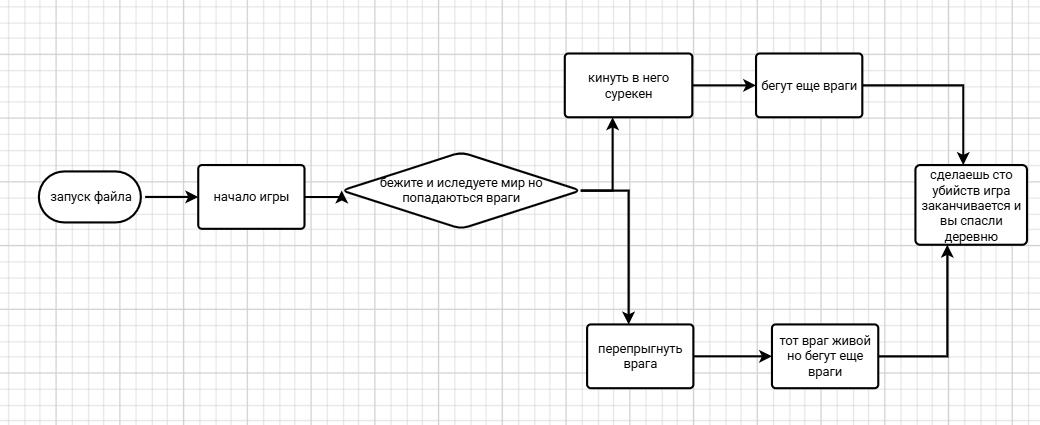 запуск файла
начало игры
бежите и иследуете мир но
попадаються враги
кинуть в него
сурекен
бегут еще враги
перепрыгнуть
врага
тот враг живой
но бегут еще
враги
сделаешь сто
убийств игра
заканчивается и
вы спасли
деревню